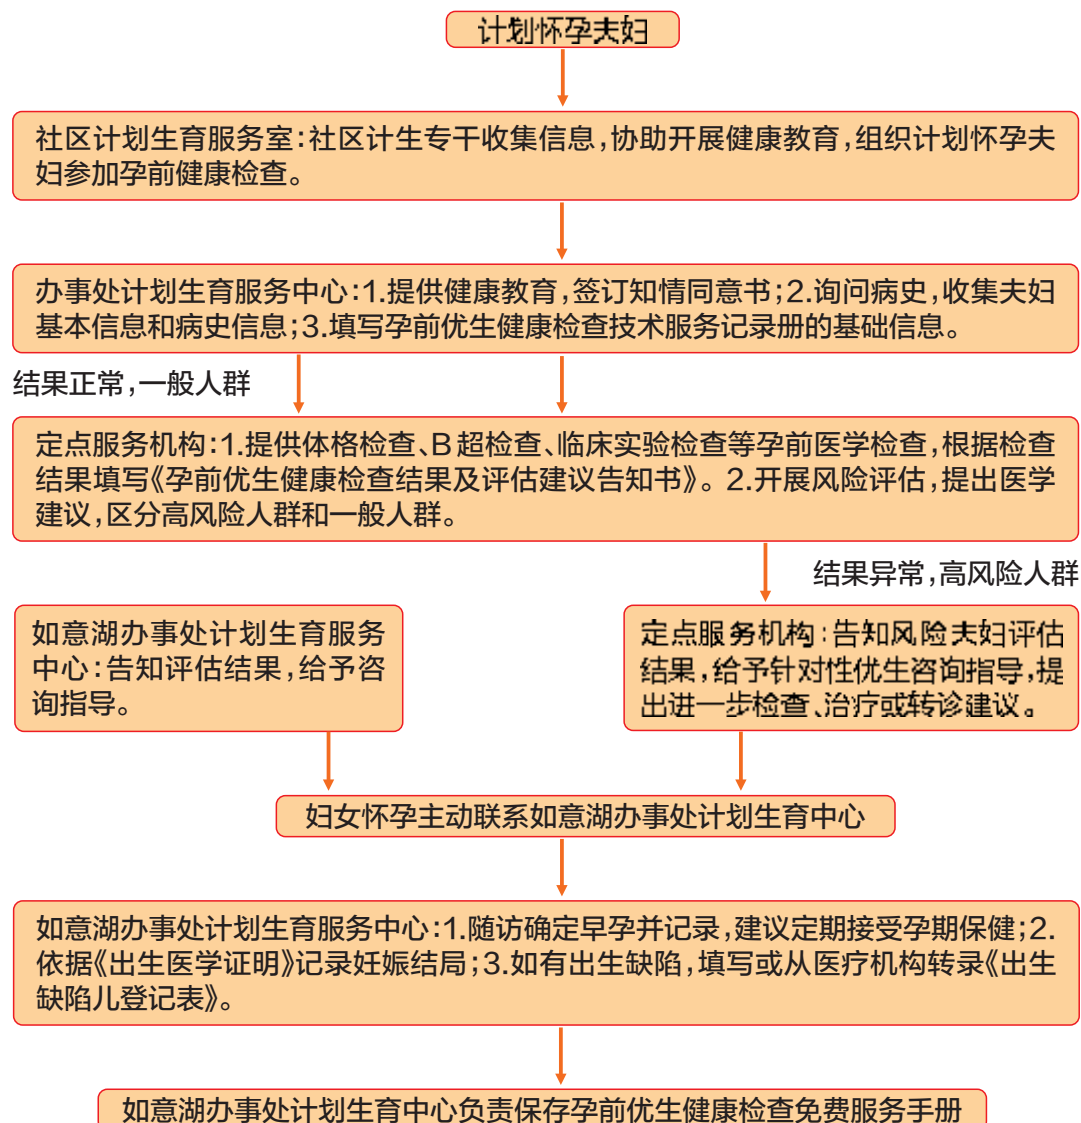 计划怀孕夫妇
社区计划生育服务室:社区计生专干收集信息,协助开展健康教育,组织计划怀孕夫
妇参加孕前健康检查。
办事处计划生育服务中心:1.提供健康教育,签订知情同意书;2.询问病史,收集夫妇
基本信息和病史信息;3.填写孕前优生健康检查技术服务记录册的基础信息。
结果正常,一般人群
定点服务机构:1.提供体格检查、B超检查、临床实验检查等孕前医学检查,根据检查
结果填写《孕前优生健康检查结果及评估建议告知书》。2.开展风险评估,提出医学
建议,区分高风险人群和一般人群。
结果异常,高风险人群
如意湖办事处计划生育服务
中心:告知评估结果,给予咨
询指导。
定点服务机构:告知风险夫妇评估
结果,给予针对性优生咨询指导,提
出进一步检查、治疗或转诊建议。
妇女怀孕主动联系如意湖办事处计划生育中心
如意湖办事处计划生育服务中心:1.随访确定早孕并记录,建议定期接受孕期保健;2.
依据《出生医学证明》记录妊娠结局;3.如有出生缺陷,填写或从医疗机构转录《出生
缺陷儿登记表》。
如意湖办事处计划生育中心负责保存孕前优生健康检查免费服务手册